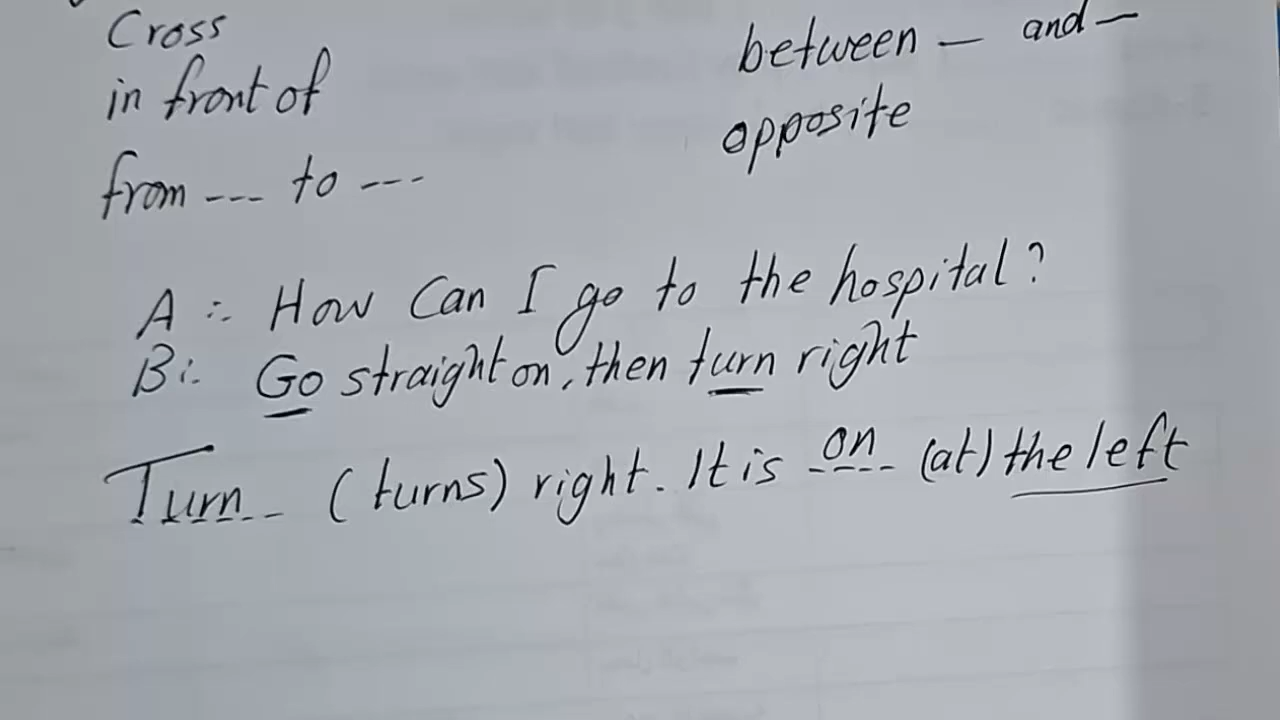 Cross
in front of
from --- to ---
between — and —
opposite
A :. How Can I go to the hospital?
B:. Go straight on, then turn right
Turn (turns) right. It is on (at) the left